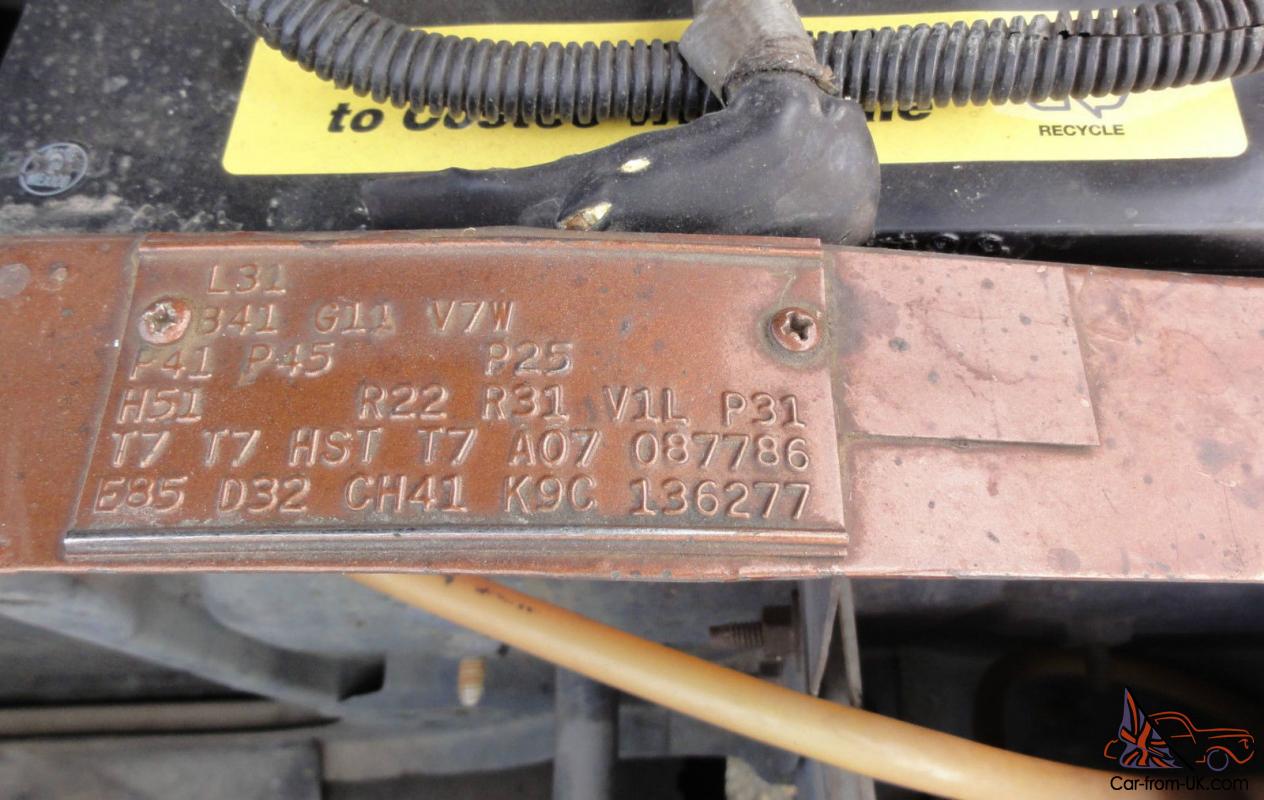 to
RECYCLE
L31
B41 G11 V7W
P41 P45 P25
H51 R22 R31 V1L P31
T7 T7 HST T7 A07 087786
E85 D32 CH41 K9C 136277
Car-from-UK.com